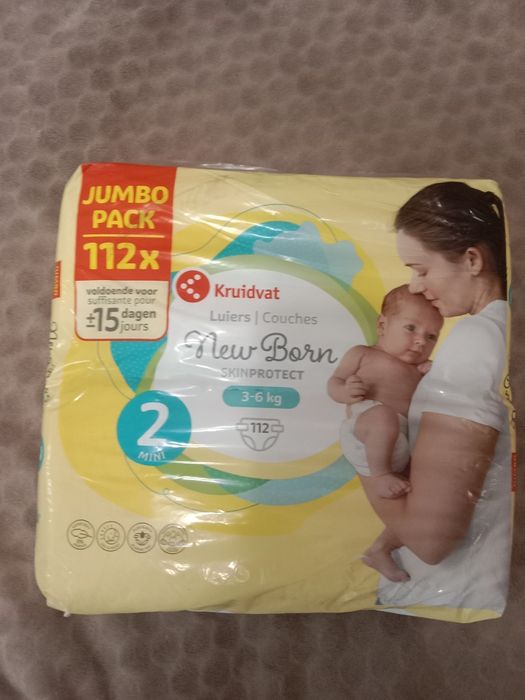 JUMBO
PACK
112x
voldoende voor
suffisante pour
±15 dagen
jours
Kruidvat
Luiers | Couches
New Born
SKINPROTECT
3-6 kg
112
2
MINI